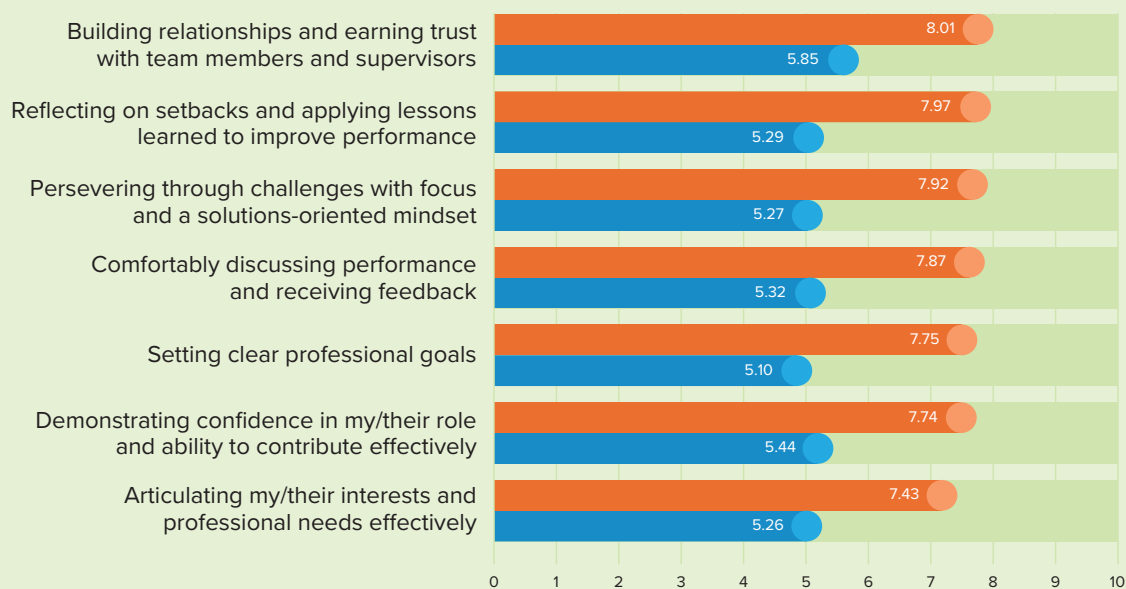 Building relationships and earning trust
with team members and supervisors
8.01
5.85
Reflecting on setbacks and applying lessons
learned to improve performance
7.97
5.29
Persevering through challenges with focus
and a solutions-oriented mindset
7.92
5.27
Comfortably discussing performance
and receiving feedback
7.87
5.32
Setting clear professional goals
7.75
5.10
Demonstrating confidence in my/their role
and ability to contribute effectively
7.74
5.44
Articulating my/their interests and
professional needs effectively
7.43
5.26
0 1 2 3 4 5 6 7 8 9 10